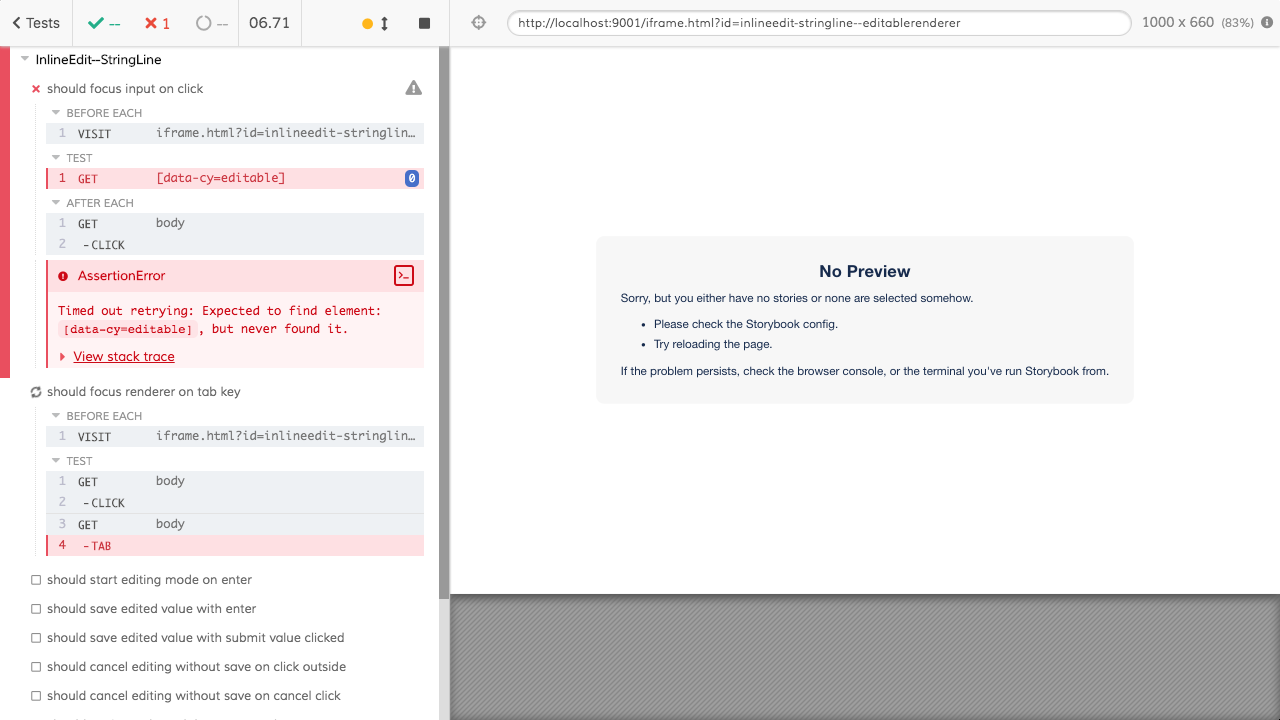 Tests
--
1
--
06.71
http://localhost:9001/iframe.html?id=inlineedit-stringline--editablerenderer
1000 x 660 (83%)
InlineEdit--StringLine
should focus input on click
BEFORE EACH
1 VISIT iframe.html?id=inlineedit-stringlin…
TEST
1 GET [data-cy=editable] 0
AFTER EACH
1 GET body
2 -CLICK
AssertionError
Timed out retrying: Expected to find element:
[data-cy=editable], but never found it.
View stack trace
should focus renderer on tab key
BEFORE EACH
1 VISIT iframe.html?id=inlineedit-stringlin…
TEST
1 GET body
2 -CLICK
3 GET body
4 -TAB
should start editing mode on enter
should save edited value with enter
should save edited value with submit value clicked
should cancel editing without save on click outside
should cancel editing without save on cancel click
No Preview
Sorry, but you either have no stories or none are selected somehow.
• Please check the Storybook config.
• Try reloading the page.
If the problem persists, check the browser console, or the terminal you've run Storybook from.